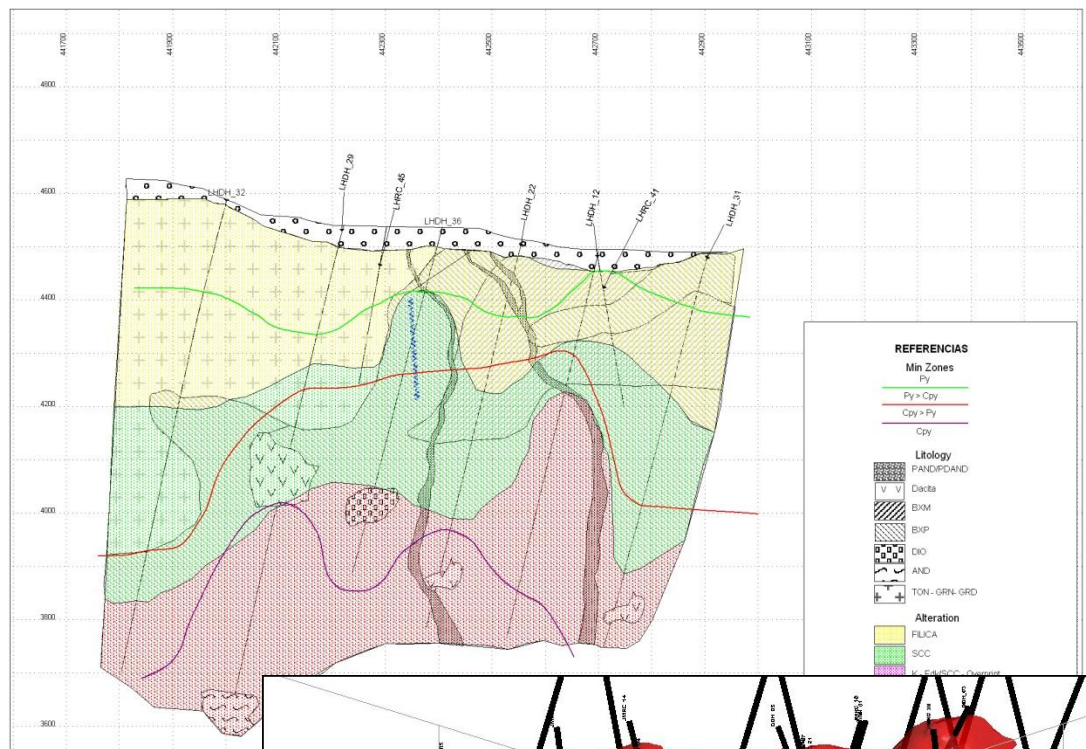 441700 441900 442100 442300 442500 442700 442900 443100 443300 443500
4800
4600
4400
4200
4000
3800
3600
LHDH_32
LHDH_29
LHRC_45
LHDH_36
LHDH_22
LHDH_12
LHRC_41
LHDH_31
REFERENCIAS
Min Zones
Py
Py > Cpy
Cpy > Py
Cpy
Litology
PAND/PDAND
Dacita
BXM
BXP
DIO
AND
TON - GRN- GRD
Alteration
FILICA
SCC